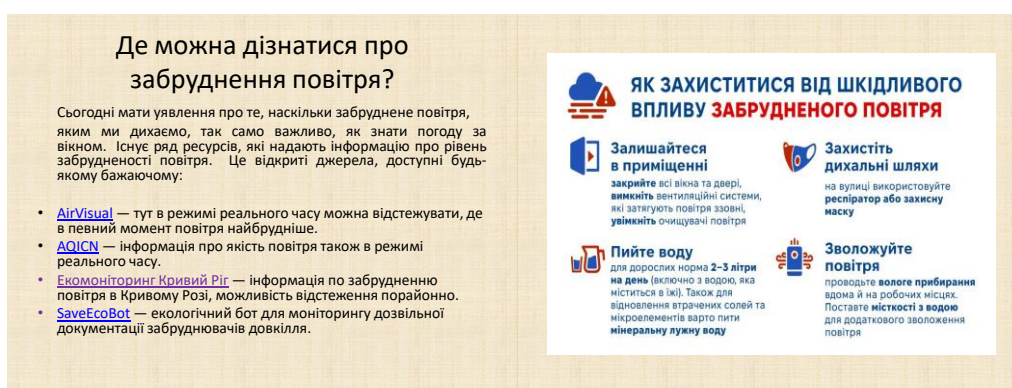 Де можна дізнатися про
забруднення повітря?
Сьогодні мати уявлення про те, наскільки забруднене повітря,
яким ми дихаємо, так само важливо, як знати погоду за
вікном. Існує ряд ресурсів, які надають інформацію про рівень
забрудненості повітря. Це відкриті джерела, доступні будь-
якому бажаючому:
• AirVisual — тут в режимі реального часу можна відстежувати, де
в певний момент повітря найбрудніше.
• AQICN — інформація про якість повітря також в режимі
реального часу.
• Екомоніторинг Кривий Ріг — інформація по забрудненню
повітря в Кривому Розі, можливість відстеження порайонно.
• SaveEcoBot — екологічний бот для моніторингу дозвільної
документації забруднювачів довкілля.
ЯК ЗАХИСТИТИСЯ ВІД ШКІДЛИВОГО
ВПЛИВУ ЗАБРУДНЕНОГО ПОВІТРЯ
Залишайтеся
в приміщенні
закрийте всі вікна та двері,
вимкніть вентиляційні системи,
які затягують повітря ззовні,
увімкніть очищувачі повітря
Захистіть
дихальні шляхи
на вулиці використовуйте
респіратор або захисну
маску
Пийте воду
для дорослих норма 2–3 літри
на день (включно з водою, яка
міститься в їжі). Також для
відновлення втрачених солей та
мікроелементів варто пити
мінеральну лужну воду
Зволожуйте
повітря
проводьте вологе прибирання
вдома й на робочих місцях.
Поставте місткості з водою
для додаткового зволоження
повітря